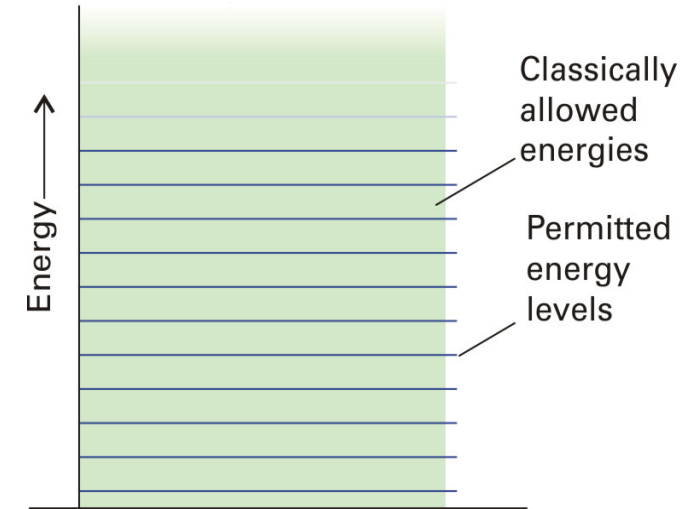 Classically
allowed
energies
Permitted
energy
levels
Energy